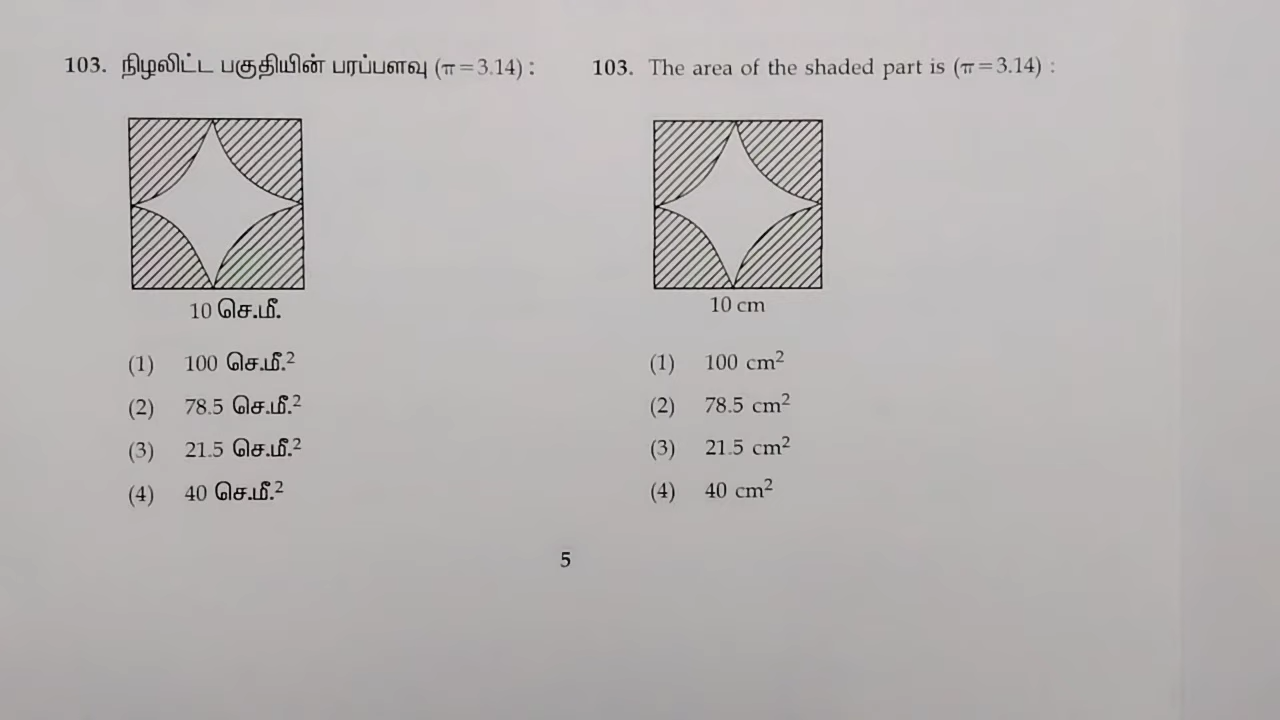 103. நிழலிட்ட பகுதியின் பரப்பளவு (π=3.14) :
10 செ.மீ.
(1) 100 செ.மீ.²
(2) 78.5 செ.மீ.²
(3) 21.5 செ.மீ.²
(4) 40 செ.மீ.²
103. The area of the shaded part is (π=3.14) :
10 cm
(1) 100 cm²
(2) 78.5 cm²
(3) 21.5 cm²
(4) 40 cm²
5